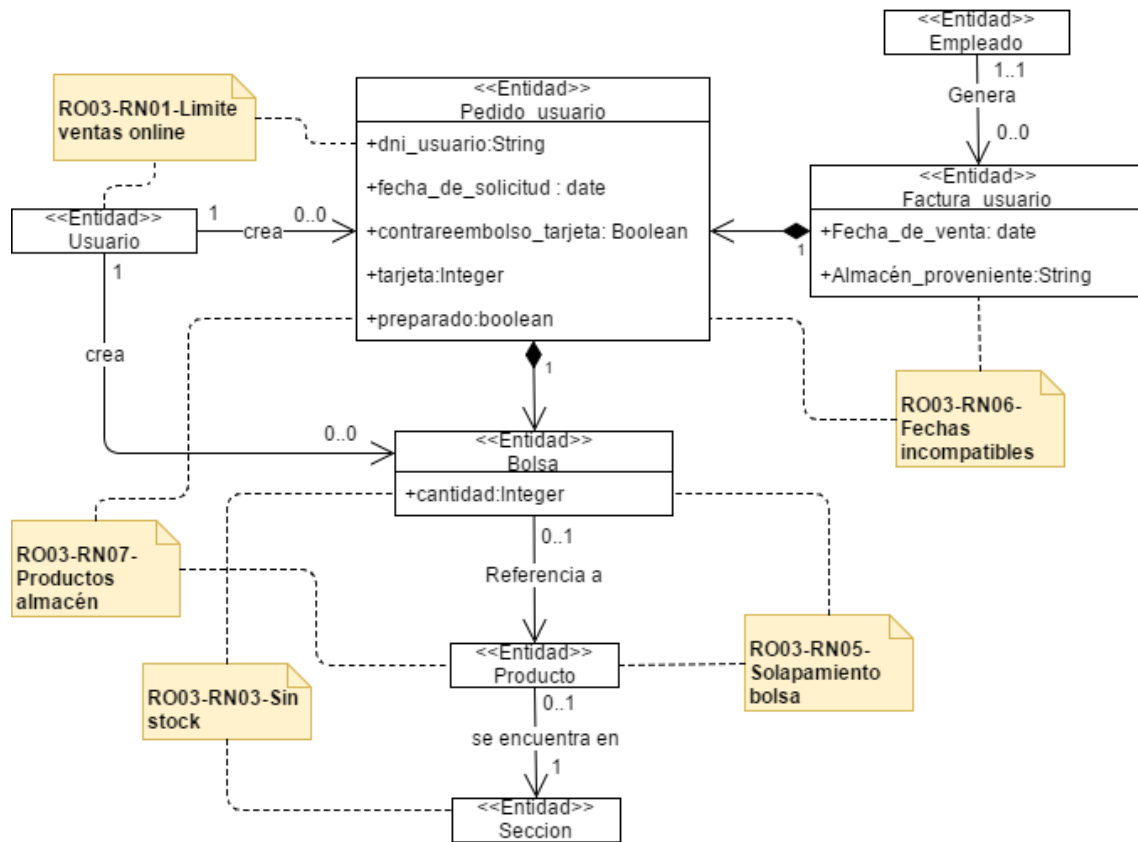 <<Entidad>>
Empleado
1..1
Genera
0..0
RO03-RN01-Limite
ventas online
<<Entidad>>
Pedido_usuario
+dni_usuario:String
+fecha_de_solicitud : date
+contrareembolso_tarjeta: Boolean
+tarjeta:Integer
+preparado:boolean
<<Entidad>>
Factura_usuario
+Fecha_de_venta: date
+Almacén_proveniente:String
<<Entidad>>
Usuario
1
crea
0..0
1
1
crea
0..0
1
RO03-RN06-
Fechas
incompatibles
<<Entidad>>
Bolsa
+cantidad:Integer
0..1
Referencia a
RO03-RN07-
Productos
almacén
<<Entidad>>
Producto
RO03-RN05-
Solapamiento
bolsa
RO03-RN03-Sin
stock
0..1
se encuentra en
1
<<Entidad>>
Seccion